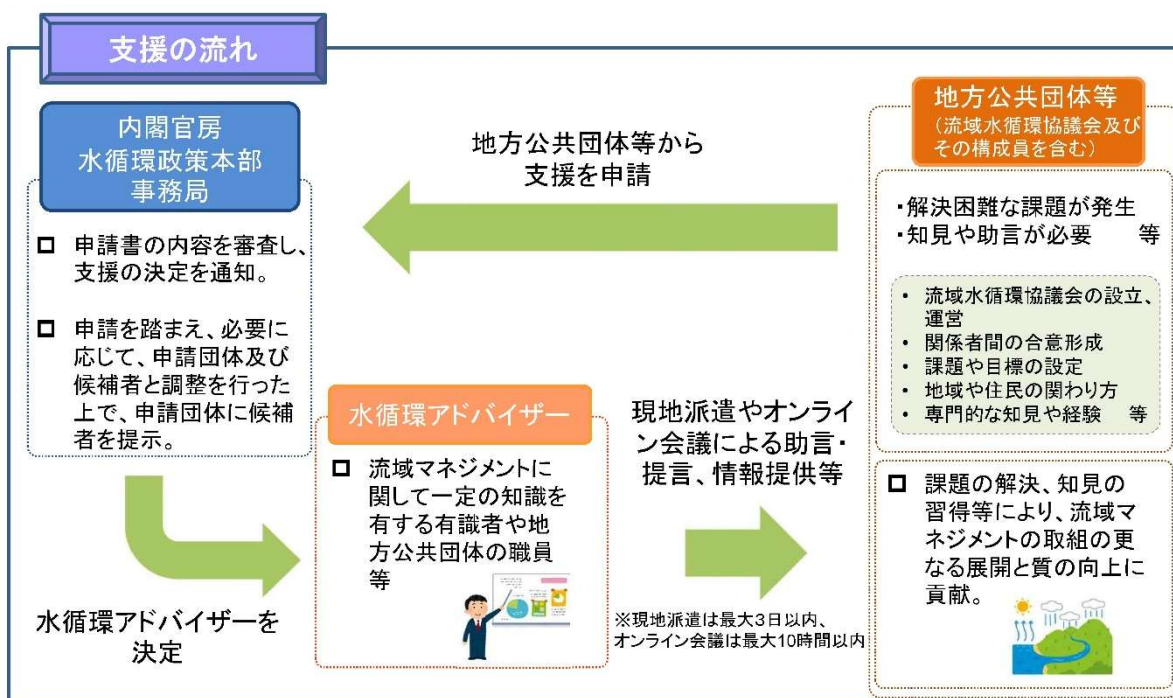 支援の流れ
内閣官房
水循環政策本部
事務局
□ 申請書の内容を審査し、
支援の決定を通知。
□ 申請を踏まえ、必要に
応じて、申請団体及び
候補者と調整を行った
上で、申請団体に候補
者を提示。
水循環アドバイザーを
決定
地方公共団体等から
支援を申請
水循環アドバイザー
□ 流域マネジメントに
関して一定の知識を
有する有識者や地
方公共団体の職員
等
現地派遣やオンライ
ン会議による助言・
提言、情報提供等
※現地派遣は最大3日以内、
オンライン会議は最大10時間以内
地方公共団体等
（流域水循環協議会及び
その構成員を含む）
・解決困難な課題が発生
・知見や助言が必要 等
• 流域水循環協議会の設立、
運営
• 関係者間の合意形成
• 課題や目標の設定
• 地域や住民の関わり方
• 専門的な知見や経験 等
□ 課題の解決、知見の
習得等により、流域マ
ネジメントの取組の更
なる展開と質の向上に
貢献。